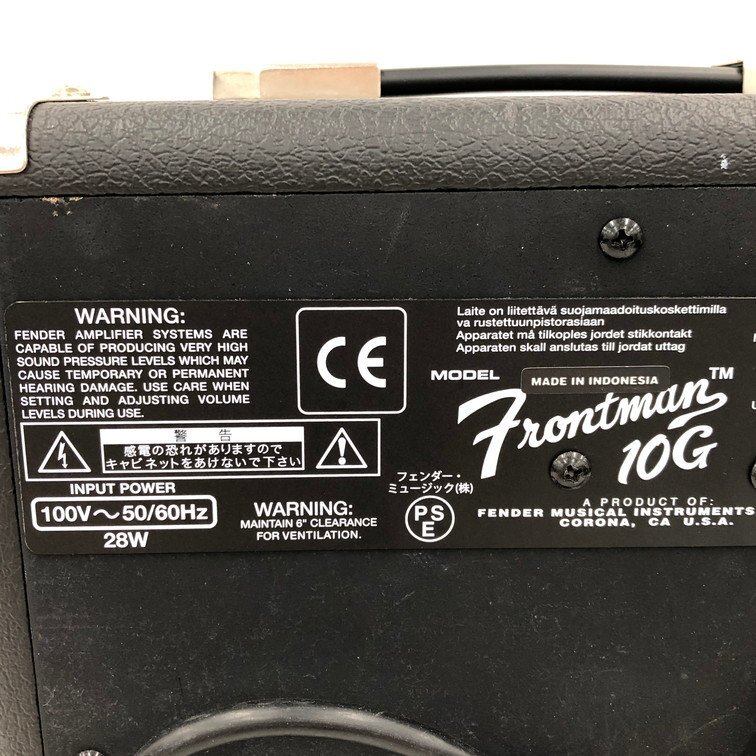 WARNING:
FENDER AMPLIFIER SYSTEMS ARE
CAPABLE OF PRODUCING VERY HIGH
SOUND PRESSURE LEVELS WHICH MAY
CAUSE TEMPORARY OR PERMANENT
HEARING DAMAGE. USE CARE WHEN
SETTING AND ADJUSTING VOLUME
LEVELS DURING USE.
CE
Laite on liitettävä suojamaadoituskoskettimilla
va rustettuunpistorasiaan
Apparatet må tilkoples jordet stikkontakt
Apparaten skall anslutas till jordat uttag
MODEL
MADE IN INDONESIA
Frontman™
10G
警告
感電の恐れがありますので
キャビネットをあけないで下さい
INPUT POWER
100V～50/60Hz
28W
WARNING:
MAINTAIN 6" CLEARANCE
FOR VENTILATION.
フェンダー・
ミュージック(株)
PS
E
A PRODUCT OF:
FENDER MUSICAL INSTRUMENTS
CORONA, CA U.S.A.